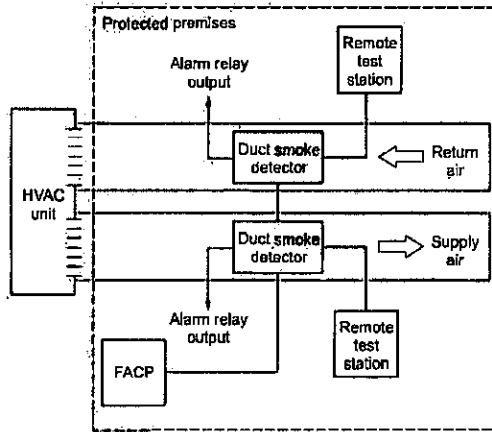 Protected premises
Remote
test
station
Alarm relay
output
Duct smoke
detector
Return
air
HVAC
unit
Duct smoke
detector
Supply
air
Alarm relay
output
Remote
test
station
FACP